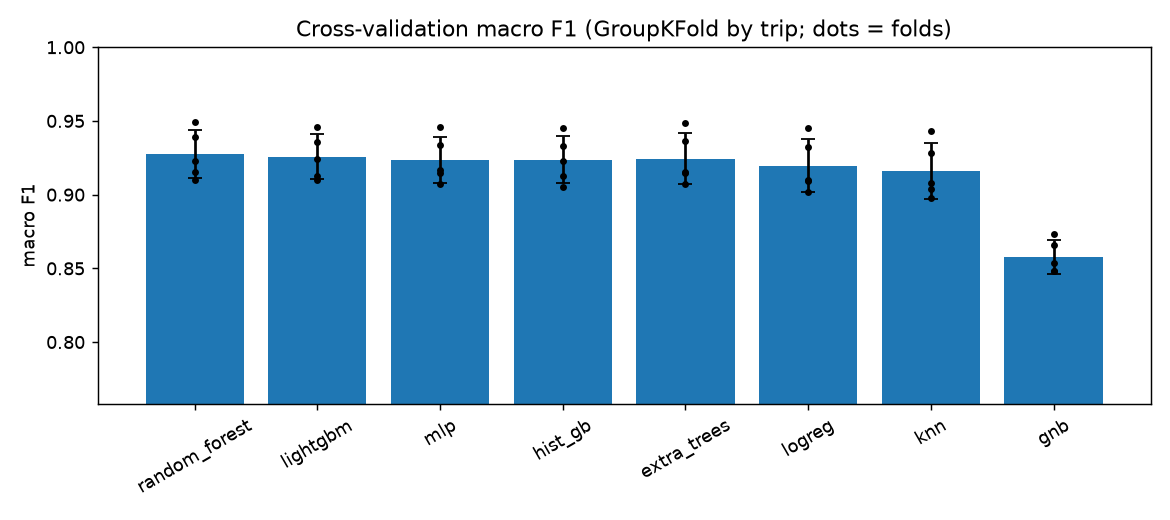 Cross-validation macro F1 (GroupKFold by trip; dots = folds)
macro F1
1.00
0.95
0.90
0.85
0.80
random_forest
lightgbm
mlp
hist_gb
extra_trees
logreg
knn
gnb